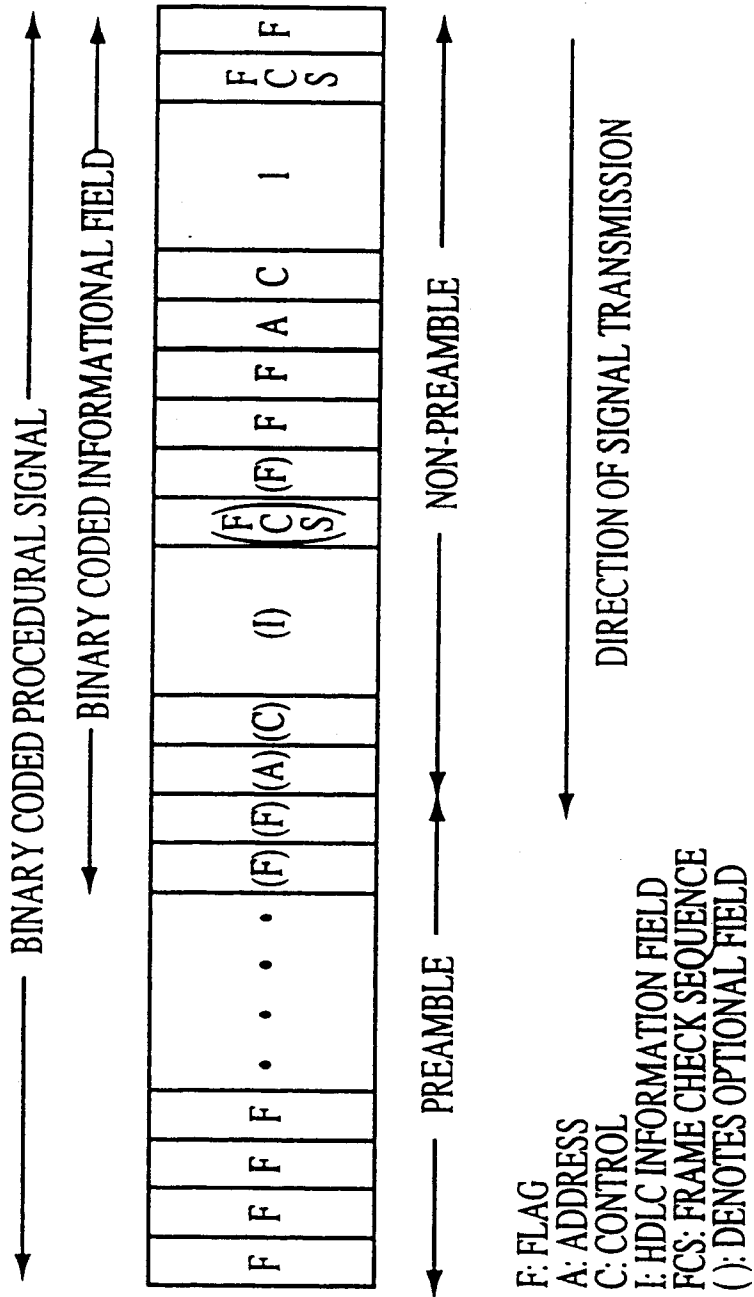 BINARY CODED PROCEDURAL SIGNAL
BINARY CODED INFORMATIONAL FIELD
F F F F • • • • (F) (F) (A) (C) (I) (FCS) (F) F F A C I FCS F
PREAMBLE NON-PREAMBLE
DIRECTION OF SIGNAL TRANSMISSION
F: FLAG
A: ADDRESS
C: CONTROL
I: HDLC INFORMATION FIELD
FCS: FRAME CHECK SEQUENCE
( ): DENOTES OPTIONAL FIELD